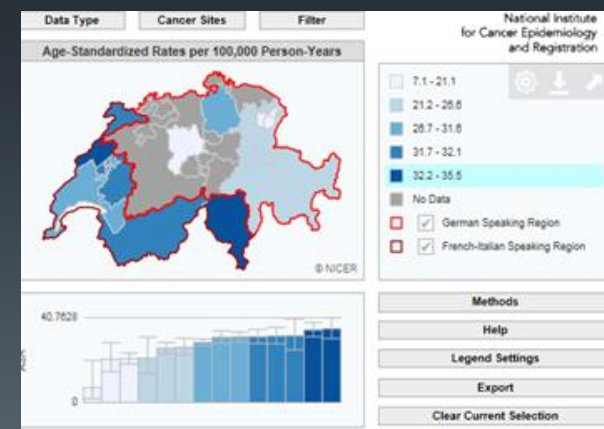 Data Type
Cancer Sites
Filter
National Institute
for Cancer Epidemiology
and Registration
Age-Standardized Rates per 100,000 Person-Years
7.1 - 21.1
21.2 - 28.6
28.7 - 31.6
31.7 - 32.1
32.2 - 35.5
No Data
German Speaking Region
French-Italian Speaking Region
© NICER
40.7628
0
Methods
Help
Legend Settings
Export
Clear Current Selection